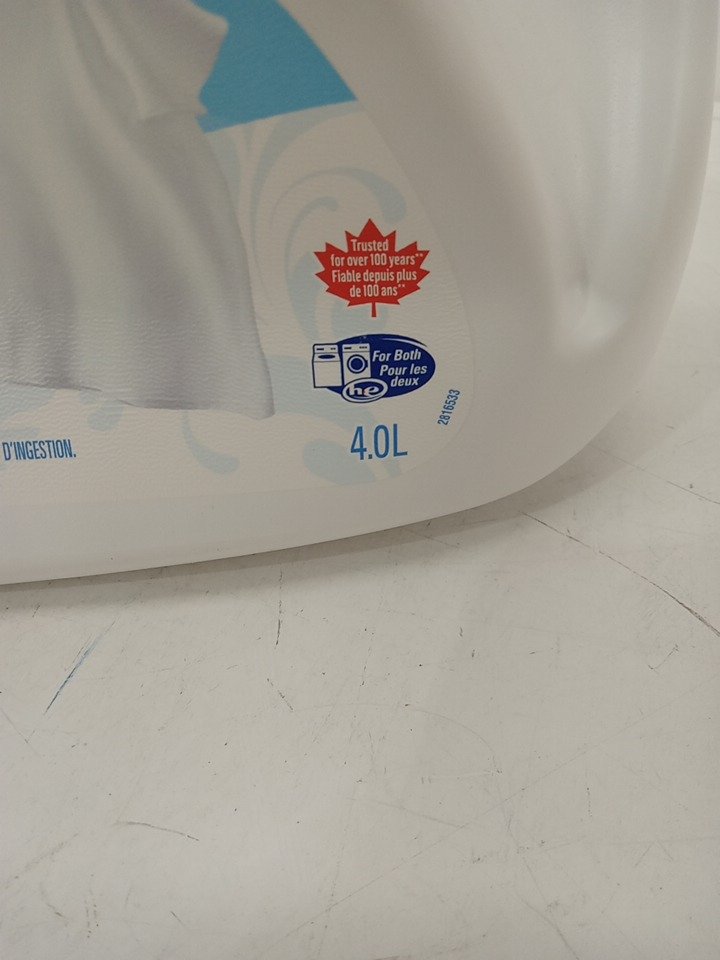 Trusted
for over 100 years**
Fiable depuis plus
de 100 ans**
For Both
Pour les
deux
he
2816533
D'INGESTION.
4.0L